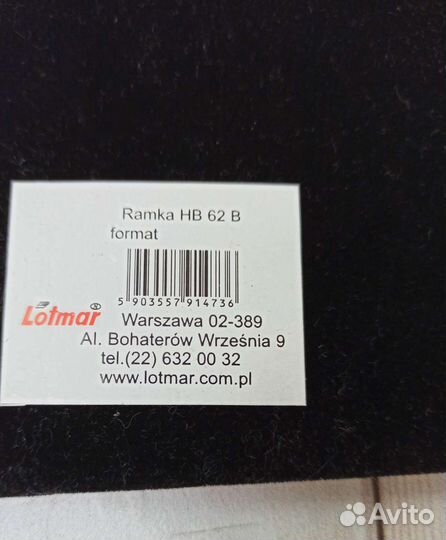 Ramka HB 62 B
format
5 903557 914736
Lotmar ®
Warszawa 02-389
Al. Bohaterów Września 9
tel.(22) 632 00 32
www.lotmar.com.pl
Avito